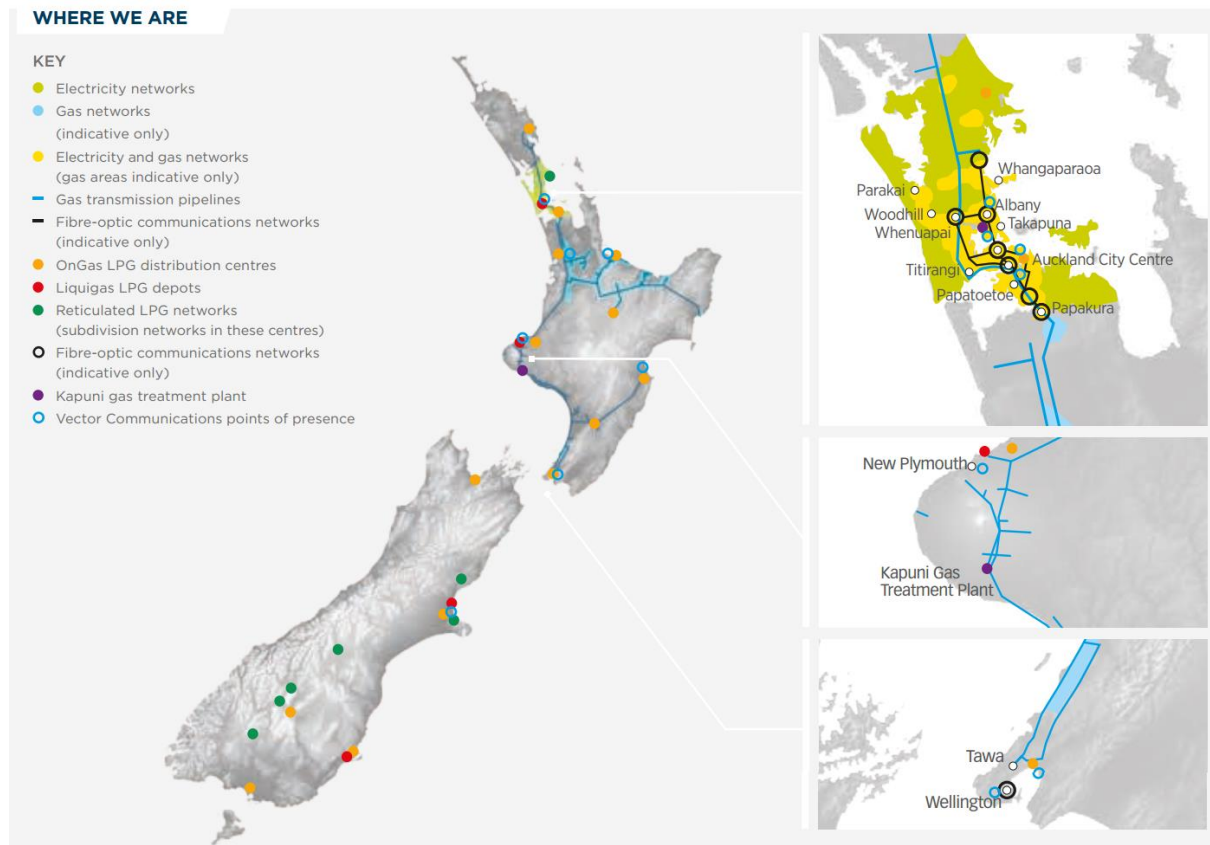 WHERE WE ARE
KEY
Electricity networks
Gas networks
(indicative only)
Electricity and gas networks
(gas areas indicative only)
Gas transmission pipelines
Fibre-optic communications networks
(indicative only)
OnGas LPG distribution centres
Liquigas LPG depots
Reticulated LPG networks
(subdivision networks in these centres)
Fibre-optic communications networks
(indicative only)
Kapuni gas treatment plant
Vector Communications points of presence
Whangaparaoa
Parakai
Albany
Woodhill
Takapuna
Whenuapai
Auckland City Centre
Titirangi
Papatoetoe
Papakura
New Plymouth
Kapuni Gas
Treatment Plant
Tawa
Wellington